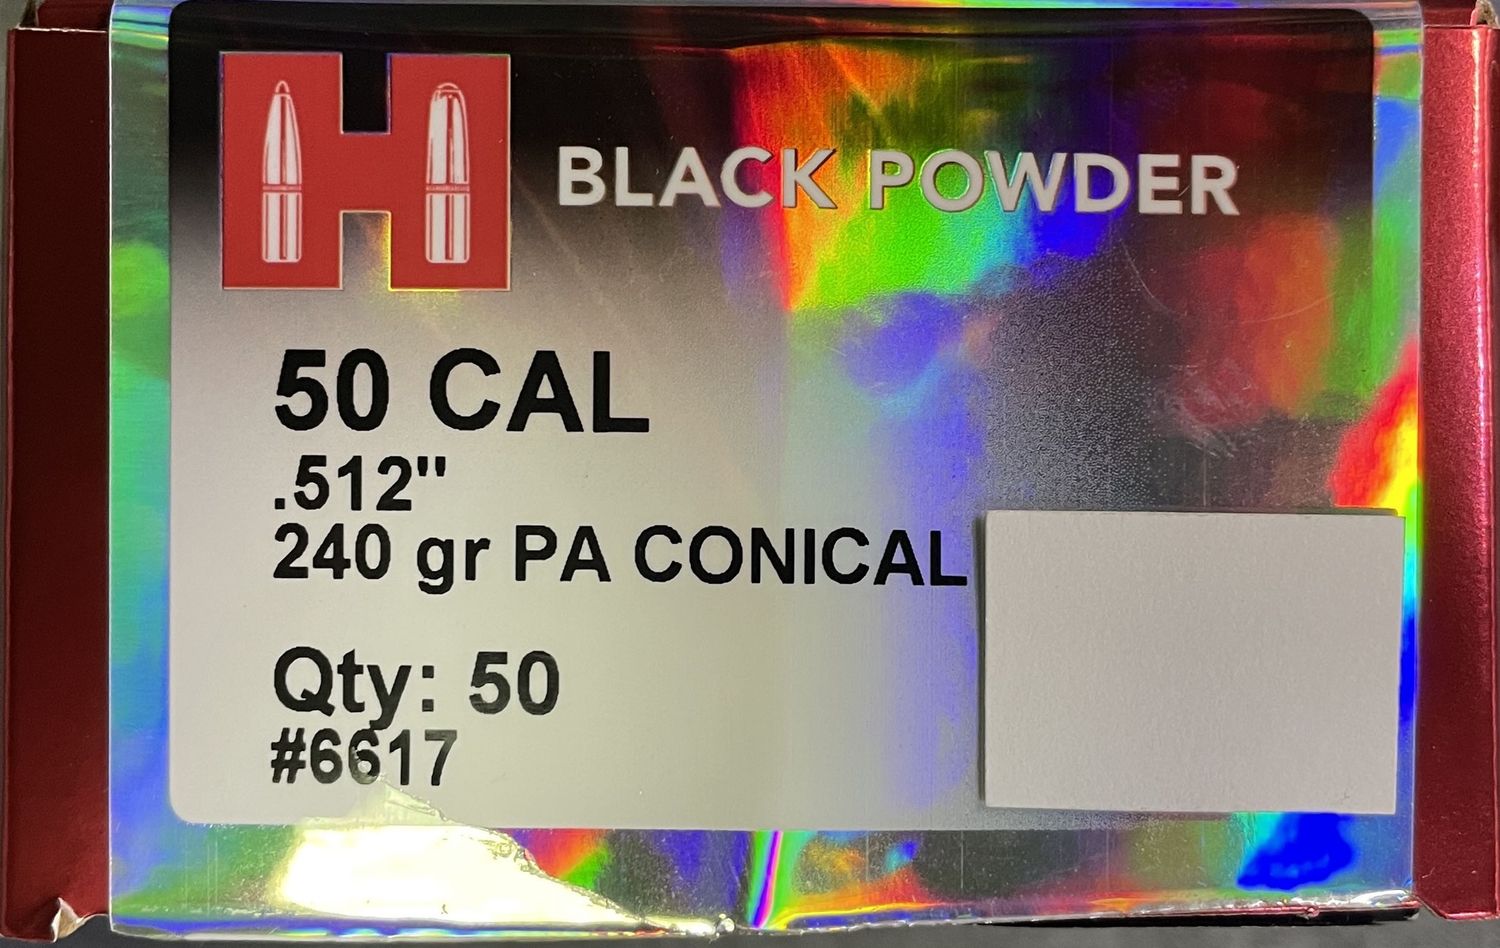 H
BLACK POWDER
50 CAL
.512"
240 gr PA CONICAL
Qty: 50
#6617